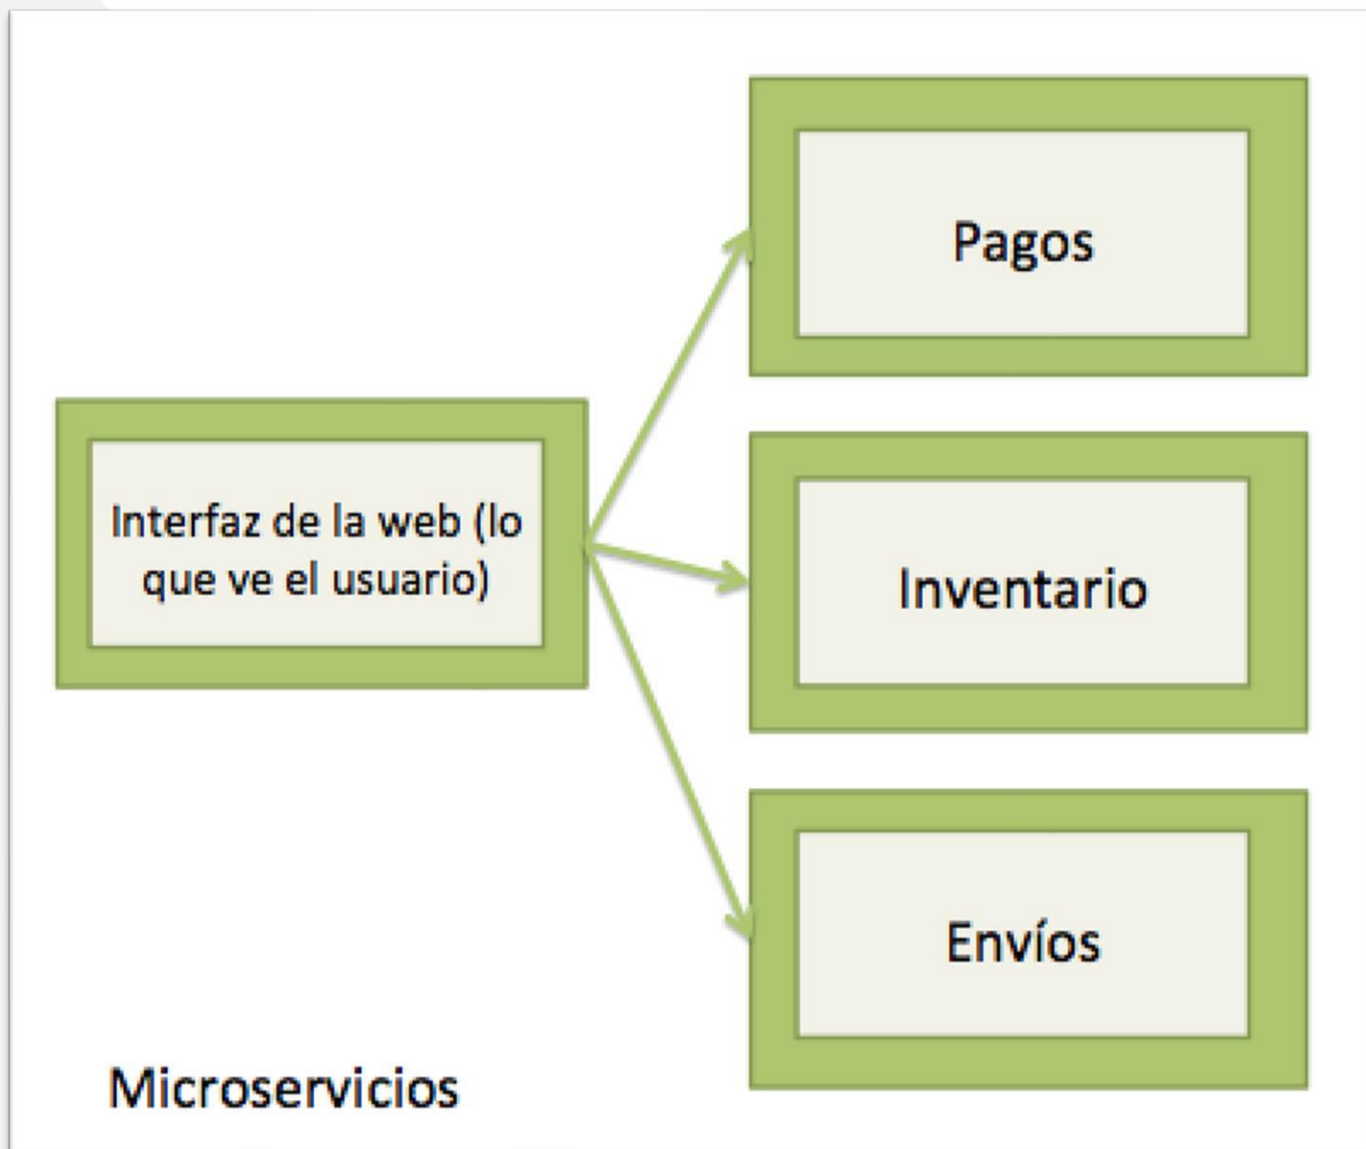 Pagos
Interfaz de la web (lo
que ve el usuario)
Inventario
Envíos
Microservicios